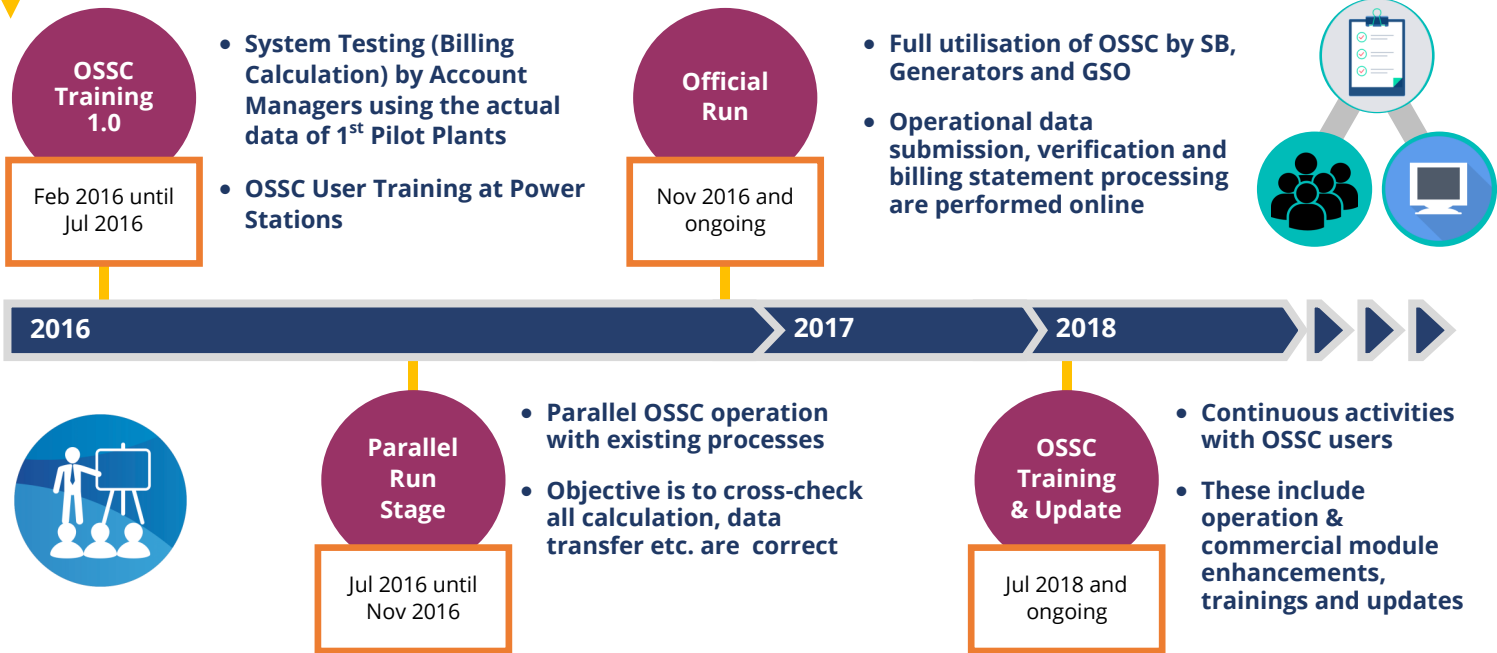 OSSC
Training
1.0
Feb 2016 until
Jul 2016
• System Testing (Billing
Calculation) by Account
Managers using the actual
data of 1st Pilot Plants
• OSSC User Training at Power
Stations
Official
Run
Nov 2016 and
ongoing
• Full utilisation of OSSC by SB,
Generators and GSO
• Operational data
submission, verification and
billing statement processing
are performed online
2016
2017
2018
Parallel
Run
Stage
Jul 2016 until
Nov 2016
• Parallel OSSC operation
with existing processes
• Objective is to cross-check
all calculation, data
transfer etc. are correct
OSSC
Training
& Update
Jul 2018 and
ongoing
• Continuous activities
with OSSC users
• These include
operation &
commercial module
enhancements,
trainings and updates